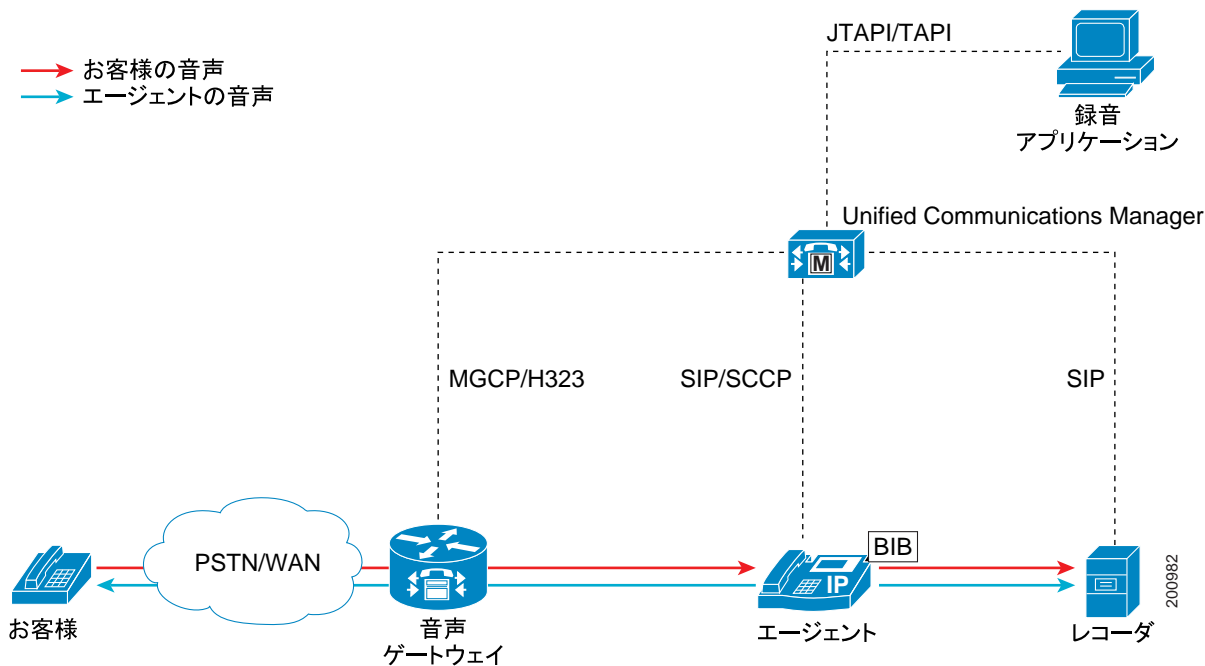 JTAPI/TAPI
お客様の音声
エージェントの音声
録音
アプリケーション
Unified Communications Manager
M
MGCP/H323
SIP/SCCP
SIP
PSTN/WAN
BIB
IP
200982
お客様
音声
ゲートウェイ
エージェント
レコーダ